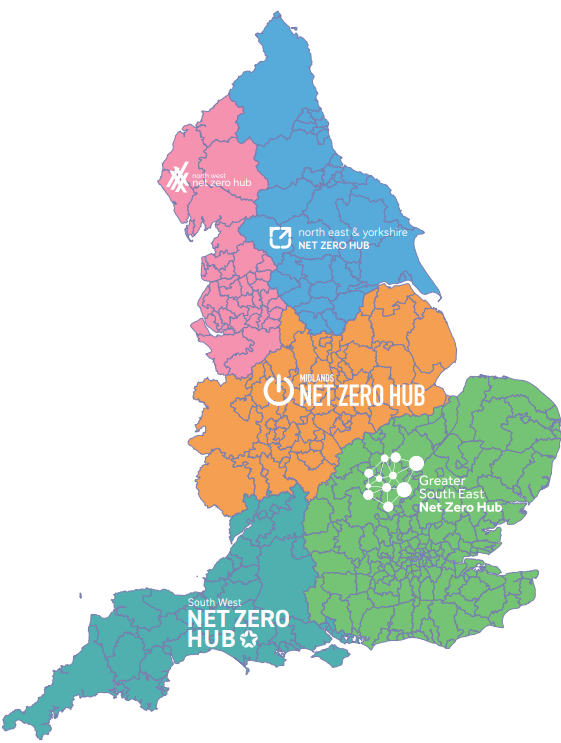 north west
net zero hub
north east & yorkshire
NET ZERO HUB
MIDLANDS
NET ZERO HUB
Greater
South East
Net Zero Hub
South West
NET ZERO
HUB